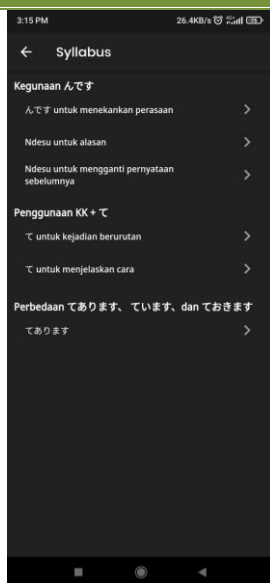 3:15 PM 26.4KB/s
Syllabus
Kegunaan んです
んです untuk menekankan perasaan
Ndesu untuk alasan
Ndesu untuk mengganti pernyataan
sebelumnya
Penggunaan KK + て
て untuk kejadian berurutan
て untuk menjelaskan cara
Perbedaan てあります、 ています、dan ておきます
てあります